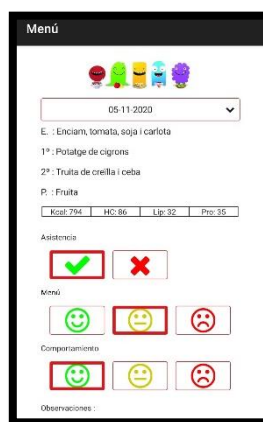 Menú
05-11-2020
E. : Enciam, tomata, soja i carlota
1º : Potatge de cigrons
2º : Truita de creilla i ceba
P. : Fruita
Kcal: 794 HC: 86 Lip: 32 Pro: 35
Asistencia
Menú
Comportamiento
Observaciones :